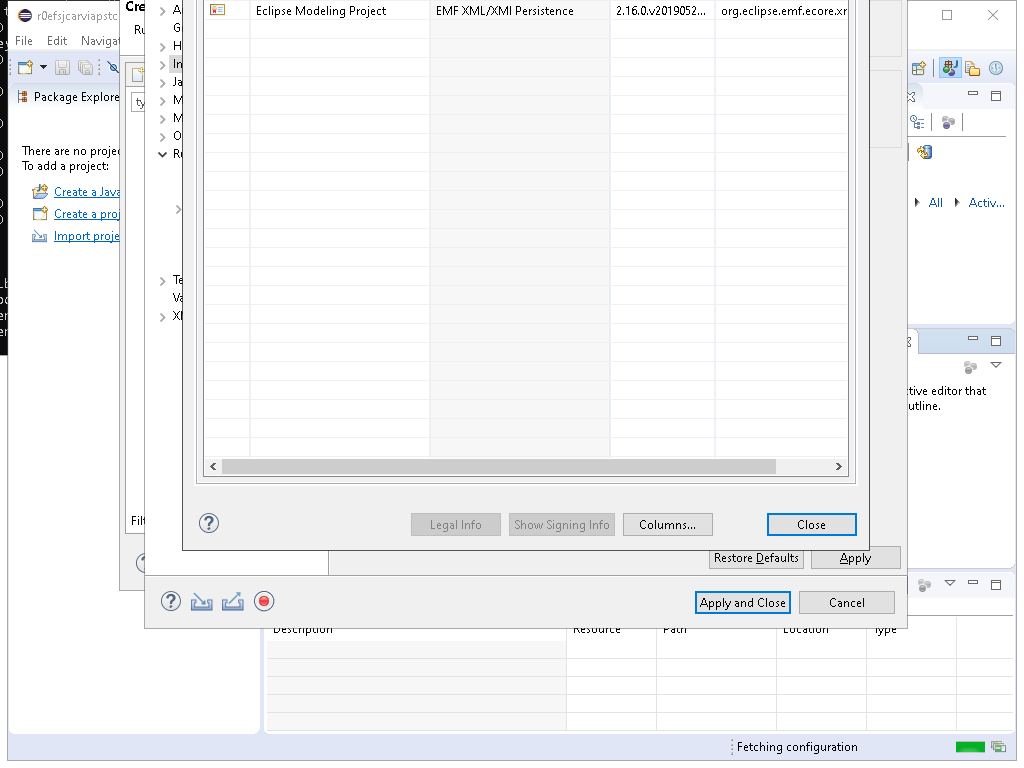 Cre
r0efsjcarviapstc
Eclipse Modeling Project EMF XML/XMI Persistence 2.16.0.v2019052... org.eclipse.emf.ecore.xr
File Edit Navigat
Ru
A
G
H
In
Ja
M
M
O
Ru
Te
Va
XM
ty
Package Explore
There are no projec
To add a project:
Create a Java
Create a proj
Import proje
All Activ...
ctive editor that
utline.
Filt
Legal Info Show Signing Info Columns... Close
Restore Defaults Apply
Apply and Close Cancel
Description Resource Path Location Type
Fetching configuration